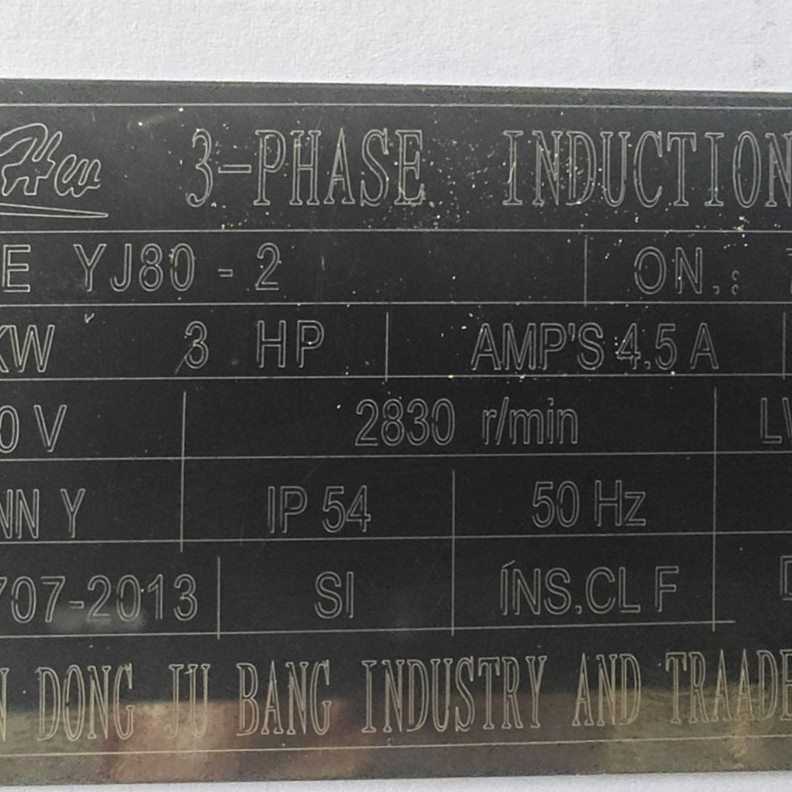 3-PHASE INDUCTION
E YJ80-2 ON.:
KW 3 HP AMP'S 4.5 A
0 V 2830 r/min LW
NN Y IP 54 50 Hz
707-2013 SI ÍNS.CL F
N DONG JU BANG INDUSTRY AND TRAADE